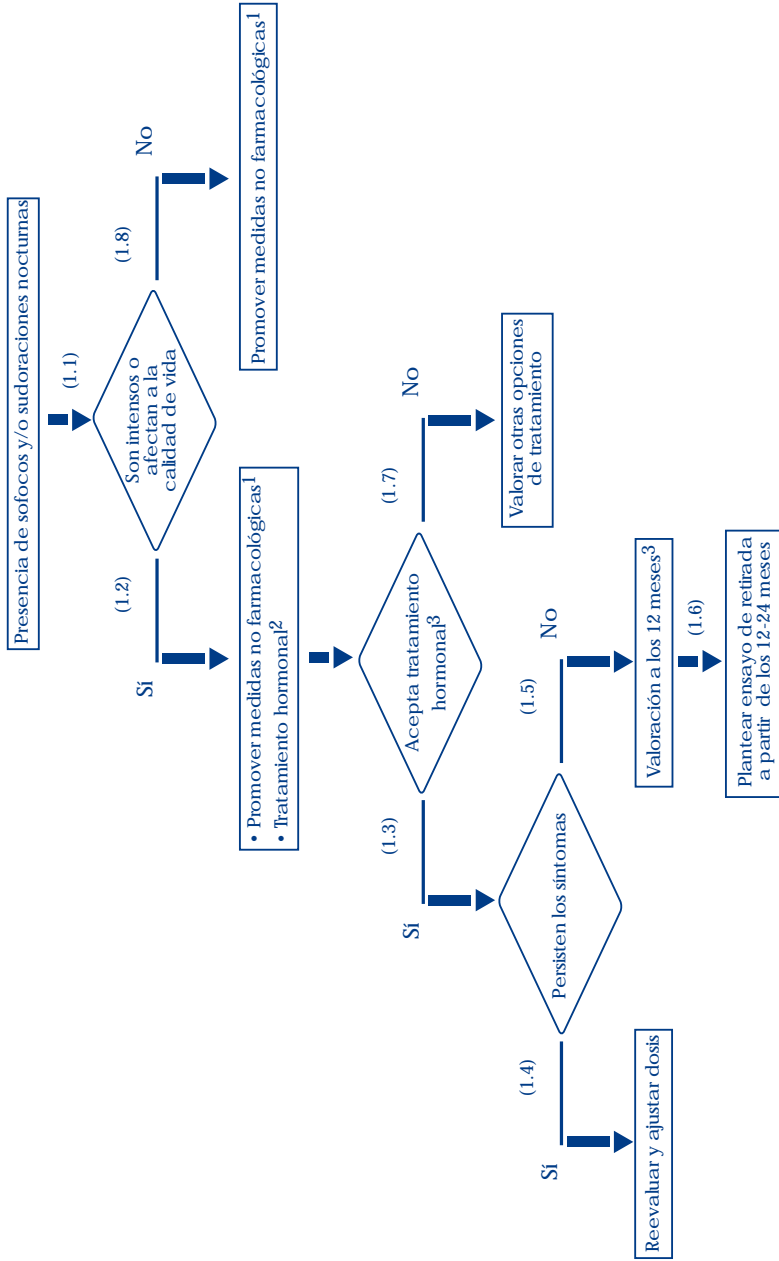 Presencia de sofocos y/o sudoraciones nocturnas
(1.1)
Son intensos o
afectan a la
calidad de vida
(1.2)
Sí
(1.8)
No
• Promover medidas no farmacológicas¹
• Tratamiento hormonal²
Promover medidas no farmacológicas¹
Acepta tratamiento
hormonal³
(1.3)
Sí
(1.7)
No
Valorar otras opciones
de tratamiento
Persisten los síntomas
(1.4)
Sí
(1.5)
No
Reevaluar y ajustar dosis
Valoración a los 12 meses³
(1.6)
Plantear ensayo de retirada
a partir de los 12-24 meses